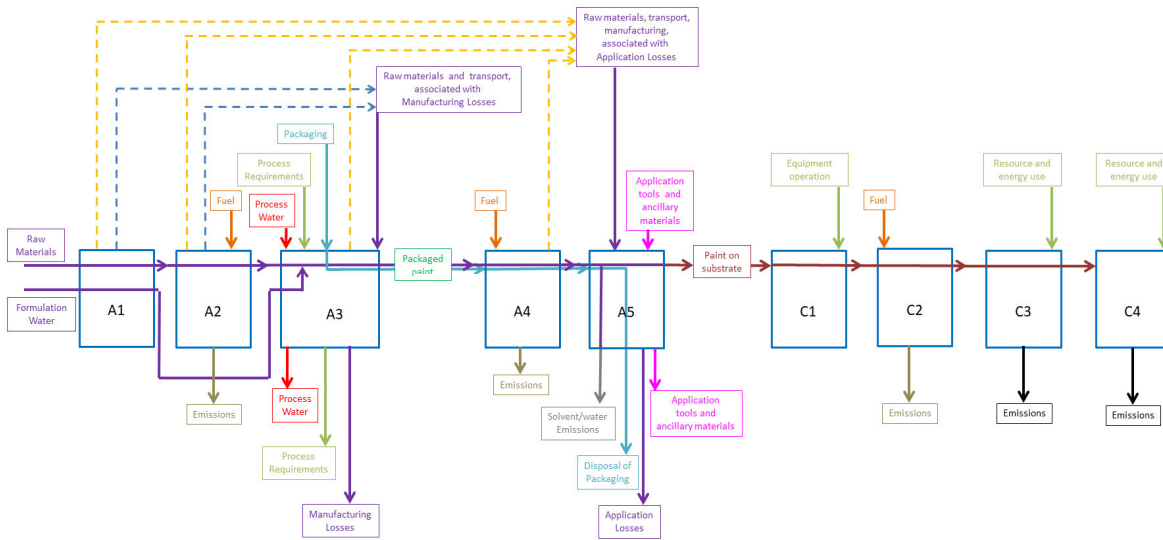 Raw materials, transport,
manufacturing,
associated with
Application Losses
Raw materials and transport,
associated with
Manufacturing Losses
Packaging
Process
Requirements
Equipment
operation
Resource and
energy use
Resource and
energy use
Application
tools and
ancillary
materials
Fuel
Process
Water
Fuel
Fuel
Raw
Materials
Packaged
paint
Paint on
substrate
Formulation
Water
A1
A2
A3
A4
A5
C1
C2
C3
C4
Emissions
Process
Water
Emissions
Solvent/water
Emissions
Application
tools and
ancillary materials
Emissions
Emissions
Emissions
Process
Requirements
Disposal of
Packaging
Manufacturing
Losses
Application
Losses